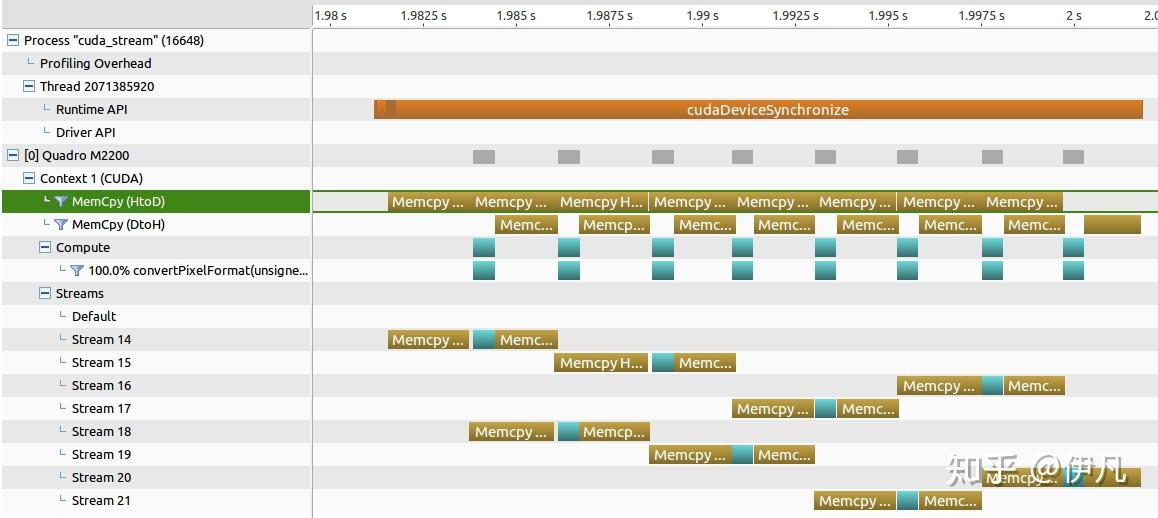 1.98 s 1.9825 s 1.985 s 1.9875 s 1.99 s 1.9925 s 1.995 s 1.9975 s 2 s 2.0
Process "cuda_stream" (16648)
Profiling Overhead
Thread 2071385920
Runtime API cudaDeviceSynchronize
Driver API
[0] Quadro M2200
Context 1 (CUDA)
MemCpy (HtoD) Memcpy ... Memcpy ... Memcpy H... Memcpy ... Memcpy ... Memcpy ... Memcpy ... Memcpy ...
MemCpy (DtoH) Memc... Memcp... Memc... Memc... Memc... Memc... Memc...
Compute
100.0% convertPixelFormat(unsigne...
Streams
Default
Stream 14 Memcpy ... Memc...
Stream 15 Memcpy H... Memc...
Stream 16 Memcpy ... Memc...
Stream 17 Memcpy ... Memc...
Stream 18 Memcpy ... Memcp...
Stream 19 Memcpy ... Memc...
Stream 20 Memcpy...
Stream 21 Memcpy ... Memc...
知乎 @伊凡